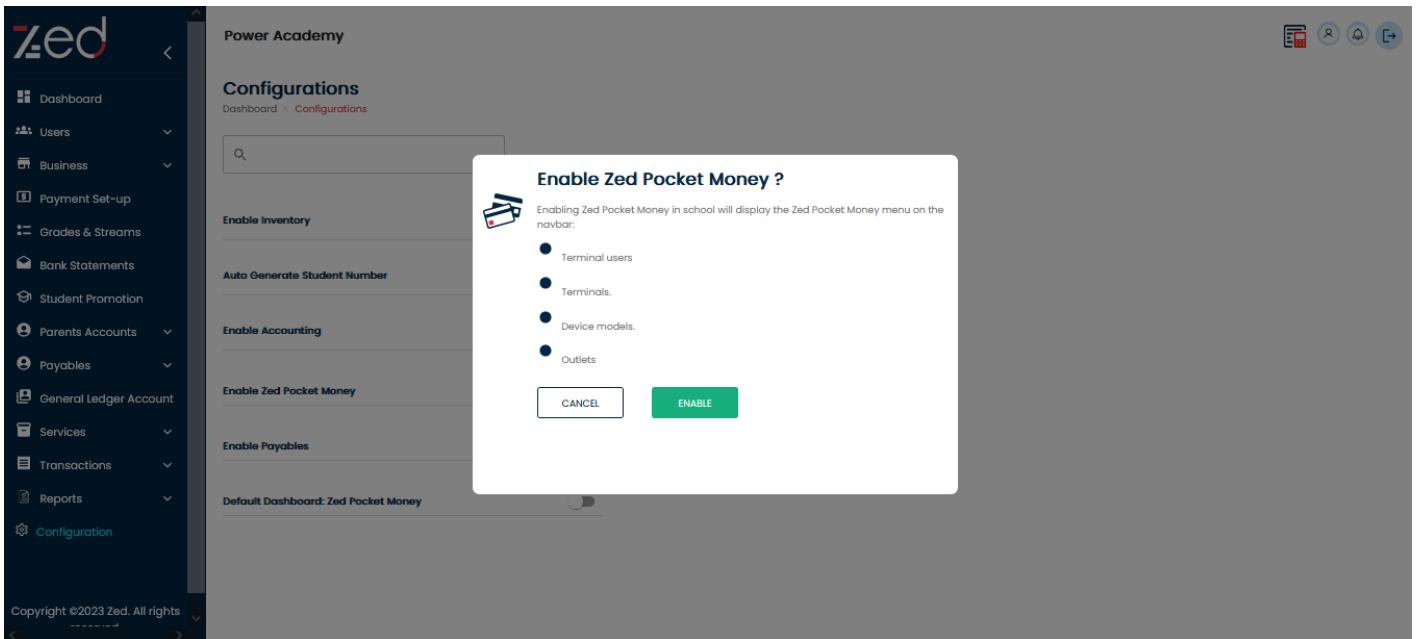 zed
Dashboard
Users
Business
Payment Set-up
Grades & Streams
Bank Statements
Student Promotion
Parents Accounts
Payables
General Ledger Account
Services
Transactions
Reports
Configuration
Copyright ©2023 Zed. All rights
Power Academy
Configurations
Dashboard Configurations
Enable Inventory
Auto Generate Student Number
Enable Accounting
Enable Zed Pocket Money
Enable Payables
Default Dashboard: Zed Pocket Money
Enable Zed Pocket Money ?
Enabling Zed Pocket Money in school will display the Zed Pocket Money menu on the
navbar:
Terminal users
Terminals.
Device models.
Outlets
CANCEL ENABLE